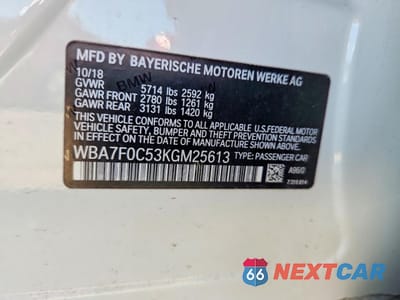 MFD BY BAYERISCHE MOTOREN WERKE AG
10/18
GVWR 5714 lbs 2592 kg
GAWR FRONT 2780 lbs 1261 kg
GAWR REAR 3131 lbs 1420 kg
THIS VEHICLE CONFORMS TO ALL
APPLICABLE U.S. FEDERAL MOTOR
VEHICLE SAFETY, BUMPER AND THEFT
PREVENTION STANDARDS IN EFFECT ON
THE DATE OF MANUFACTURE SHOWN ABOVE.
WBA7F0C53KGM25613 TYPE: PASSENGER CAR
66 NEXTCAR